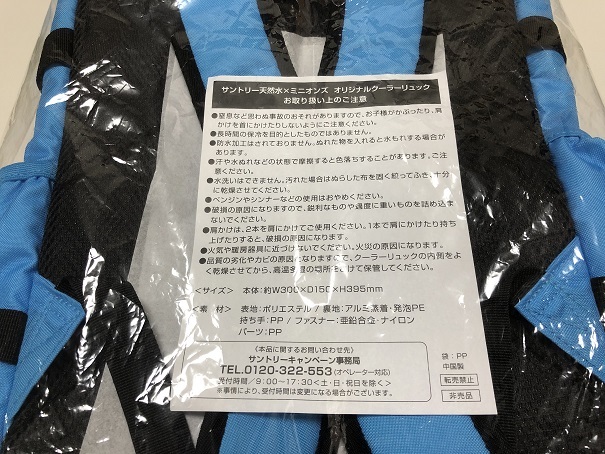 サントリー天然水×ミニオンズ オリジナルクーラーリュック
お取り扱い上のご注意
●窒息など思わぬ事故のおそれがありますので、お子様がかぶったり、肩
かけを首にかけたりしないようにご注意ください。
●長時間の保冷を目的としたものではありません。
●防水加工はされておりません。ぬれた物を入れると水もれする場合が
あります。
●汗や水ぬれなどの状態で摩擦すると色落ちすることがあります。ご注
意ください。
●水洗いはできません。汚れた場合はぬらした布を固く絞ってふき、十分
に乾燥させてください。
●ベンジンやシンナーなどの使用はおやめください。
●破損の原因になりますので、鋭利なものや過度に重いものを詰め込ま
ないでください。
●肩かけは、2本を肩にかけてご使用ください。1本で肩にかけたり持ち
上げたりすると、破損の原因になります。
●火気や暖房器具に近づけないでください。火災の原因になります。
●品質の劣化やカビの原因となりますので、クーラーリュックの内側をよ
く乾燥させてから、高温多湿の場所をさけて保管してください。
<サイズ> 本体:約W300×D150×H395mm
<素 材> 表地:ポリエステル / 裏地:アルミ蒸着・発泡PE
持ち手:PP / ファスナー:亜鉛合金・ナイロン
パーツ:PP
〈本品に関するお問い合わせ先〉
サントリーキャンペーン事務局
TEL.0120-322-553(オペレーター対応)
受付時間/9:00~17:30<土・日・祝日を除く>
※事情により、受付時間は変更になる場合がございます。
袋:PP
中国製
転売禁止
非売品